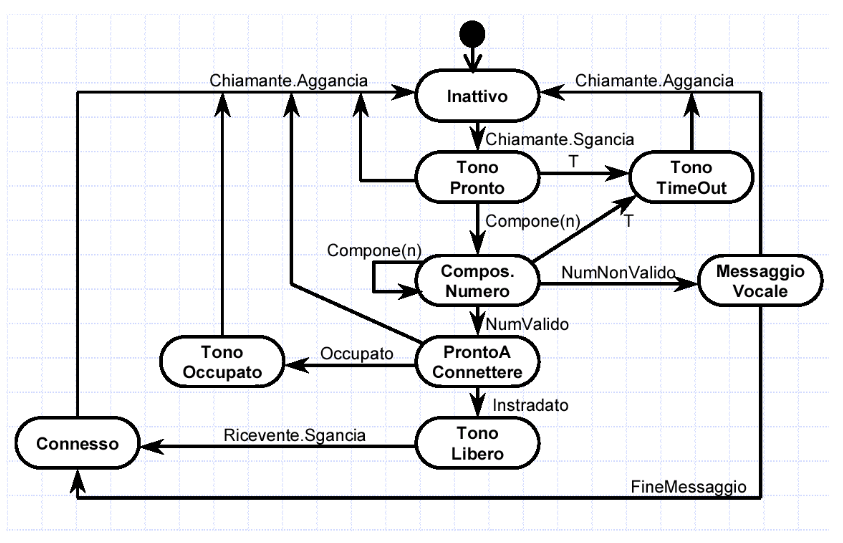 Chiamante.Aggancia
Chiamante.Aggancia
Inattivo
Chiamante.Sgancia
Tono
Pronto
T
Tono
TimeOut
Compone(n)
T
Compone(n)
Compos.
Numero
NumNonValido
Messaggio
Vocale
NumValido
Tono
Occupato
Occupato
ProntoA
Connettere
Instradato
Connesso
Ricevente.Sgancia
Tono
Libero
FineMessaggio